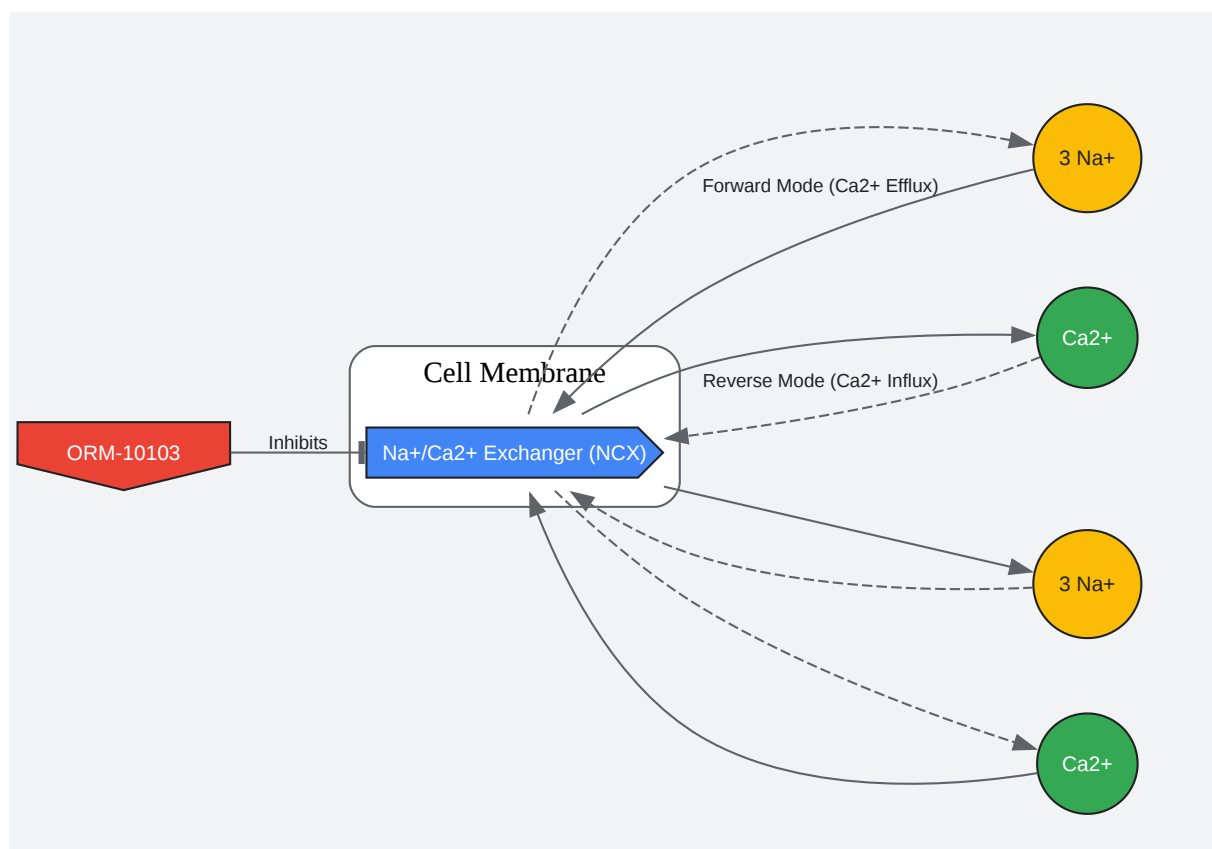 3 Na+
Forward Mode (Ca2+ Efflux)
Ca2+
Cell Membrane
Reverse Mode (Ca2+ Influx)
Inhibits
ORM-10103
Na+/Ca2+ Exchanger (NCX)
3 Na+
Ca2+